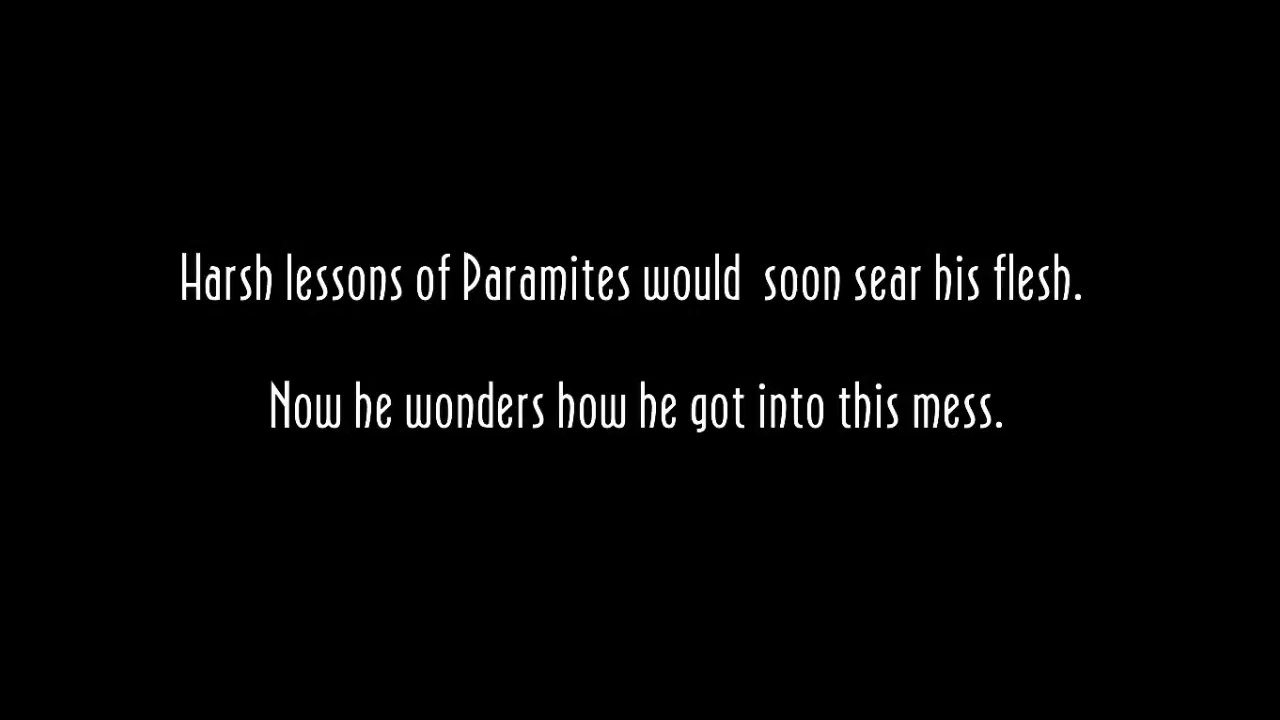 Harsh lessons of Paramites would  soon sear his flesh.
Now he wonders how he got into this mess.